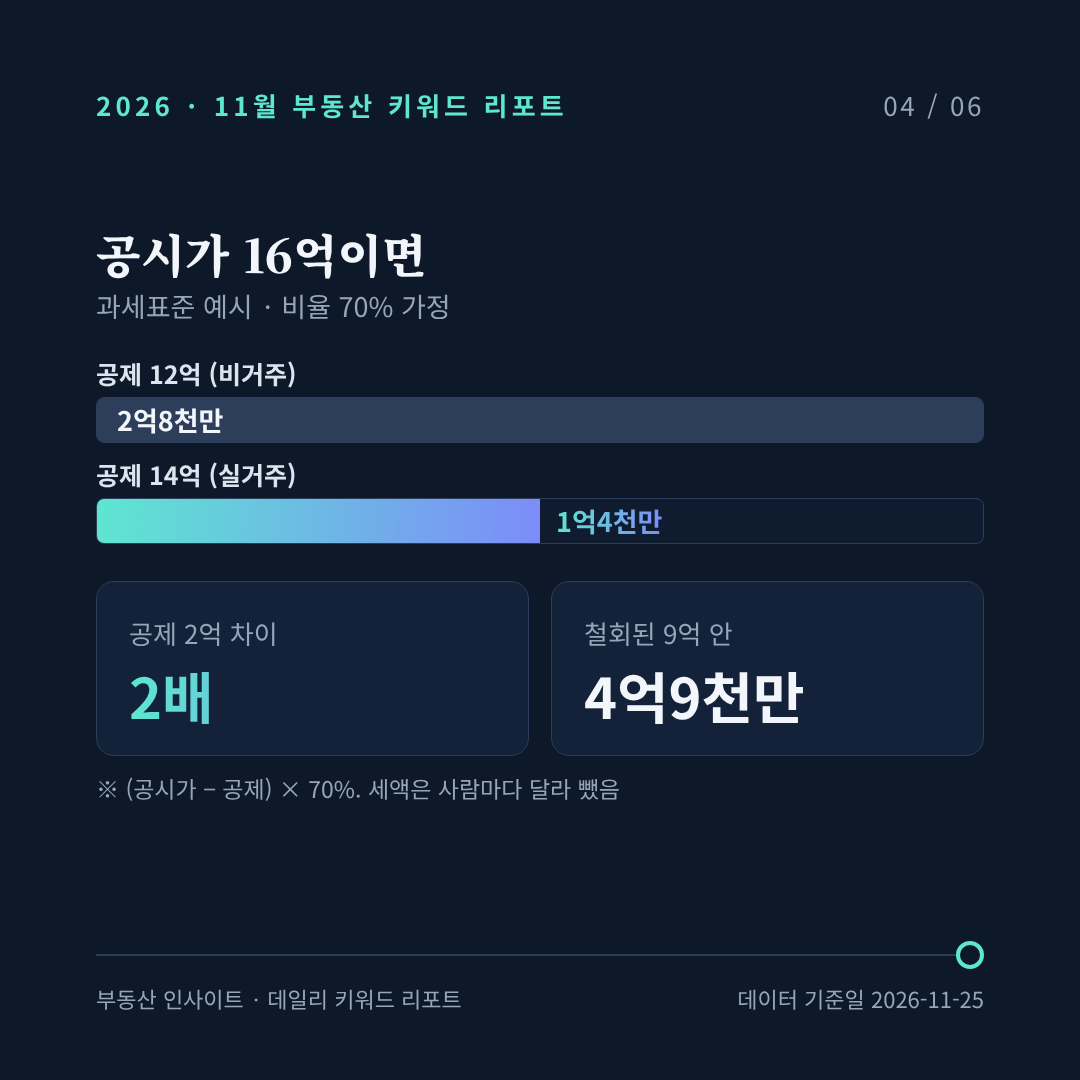 2026 · 11월 부동산 키워드 리포트
04 / 06
공시가 16억이면
과세표준 예시 · 비율 70% 가정
공제 12억 (비거주)
2억8천만
공제 14억 (실거주)
1억4천만
공제 2억 차이
2배
철회된 9억 안
4억9천만
※ (공시가 − 공제) × 70%. 세액은 사람마다 달라 뺐음
부동산 인사이트 · 데일리 키워드 리포트
데이터 기준일 2026-11-25